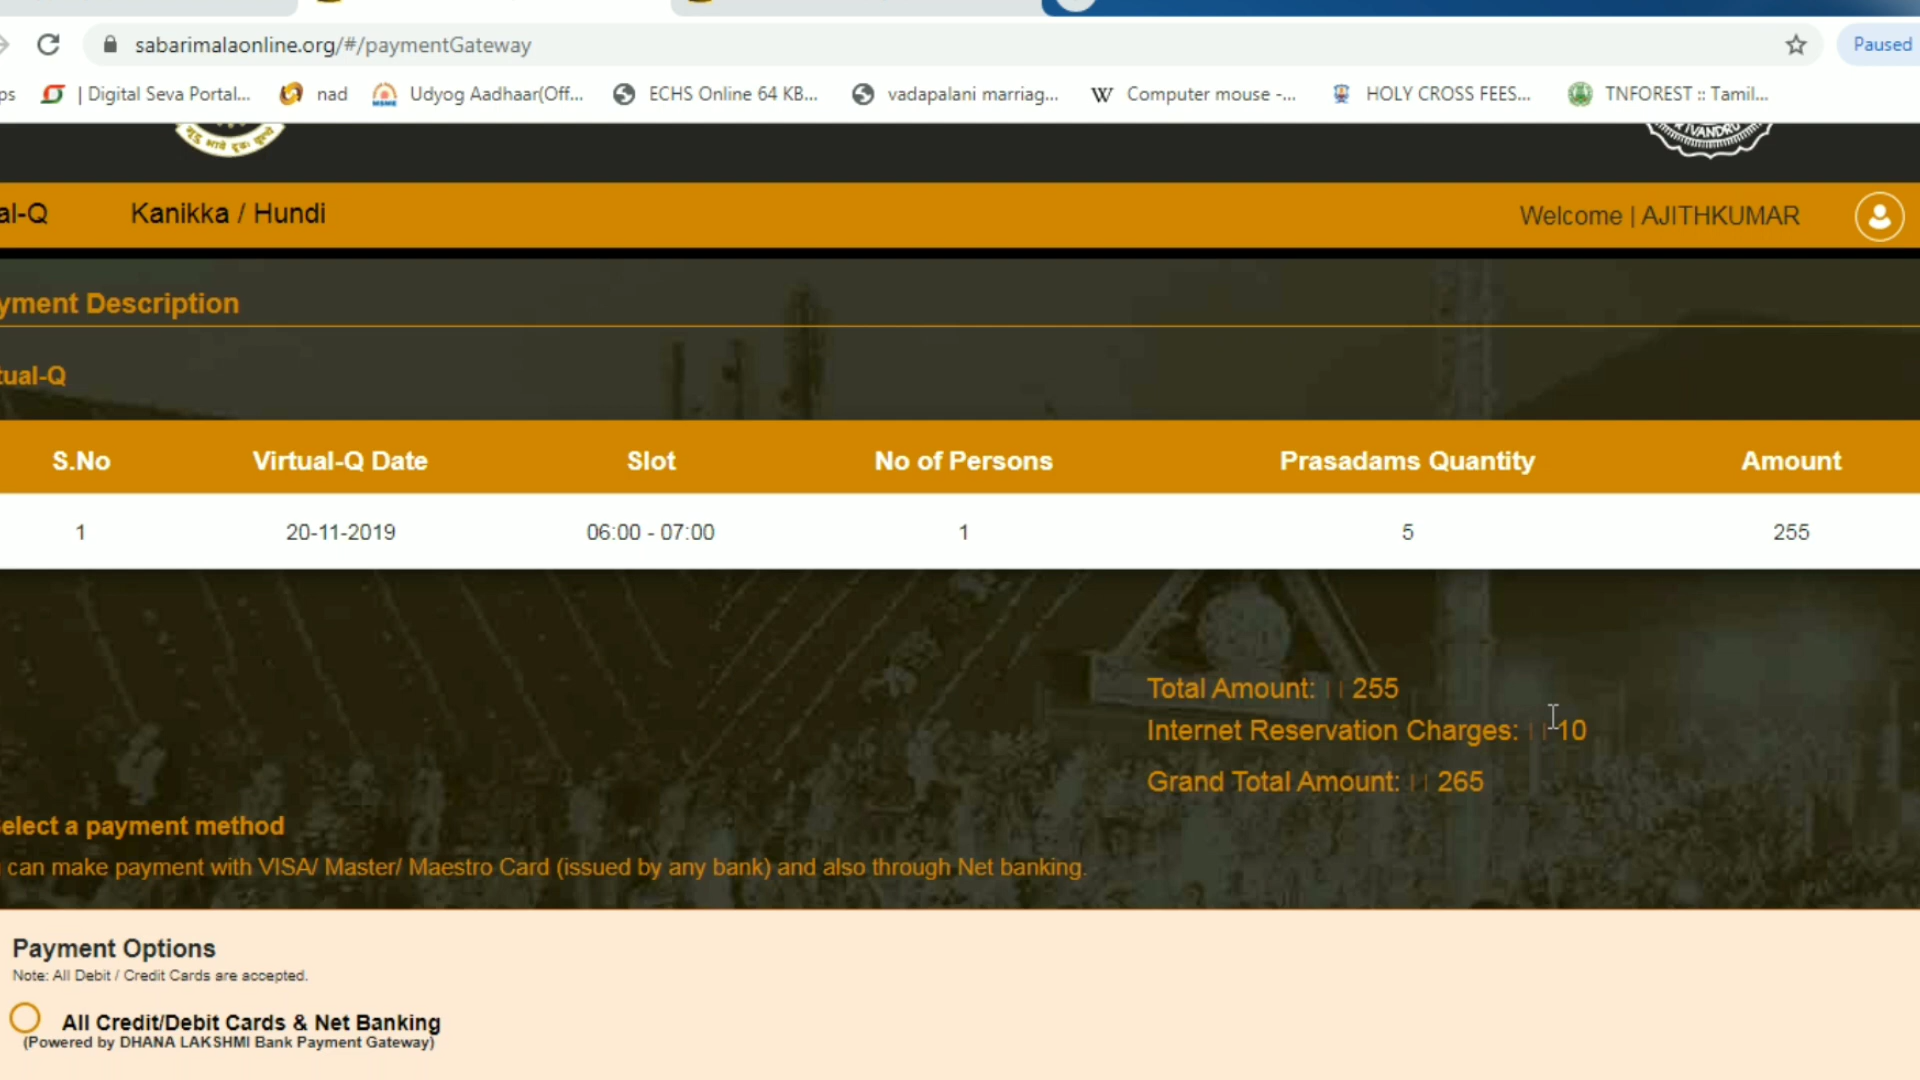 sabarimalaonline.org/#/paymentGateway
Paused
ps | Digital Seva Portal... nad Udyog Aadhaar(Off... ECHS Online 64 KB... vadapalani marriag... Computer mouse -... HOLY CROSS FEES... TNFOREST :: Tamil...
al-Q Kanikka / Hundi Welcome | AJITHKUMAR
yment Description
tual-Q
S.No Virtual-Q Date Slot No of Persons Prasadams Quantity Amount
1 20-11-2019 06:00 - 07:00 1 5 255
Total Amount: 255
Internet Reservation Charges: 10
Grand Total Amount: 265
elect a payment method
can make payment with VISA/ Master/ Maestro Card (issued by any bank) and also through Net banking.
Payment Options
Note: All Debit / Credit Cards are accepted.
All Credit/Debit Cards & Net Banking
(Powered by DHANA LAKSHMI Bank Payment Gateway)